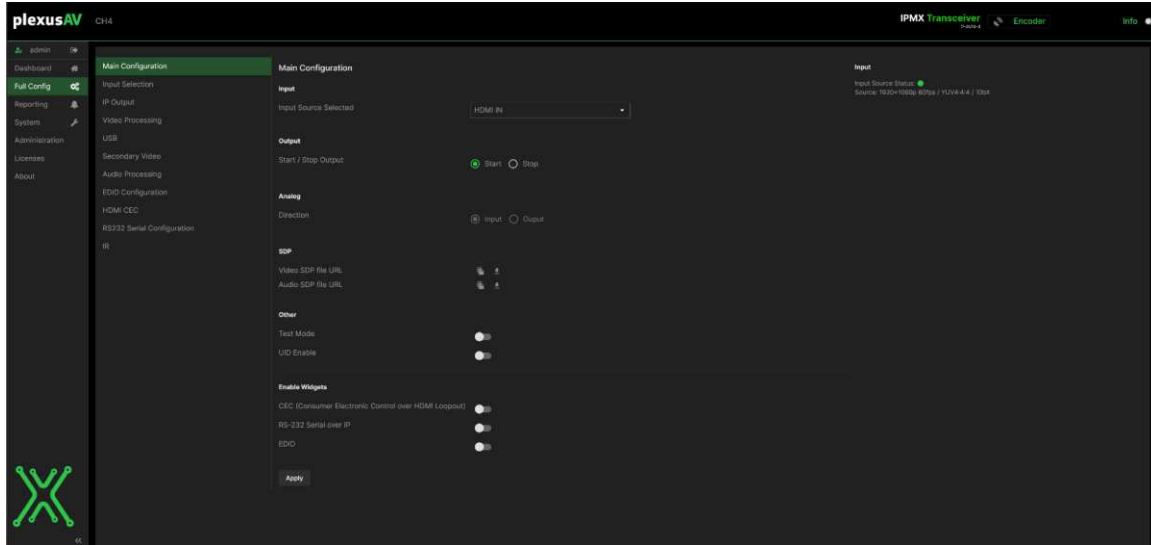 plexusAV CH4 IPMX Transceiver Encoder Info
P-AVN-4
admin
Dashboard
Full Config
Reporting
System
Administration
Licenses
About
Main Configuration
Input Selection
IP Output
Video Processing
USB
Secondary Video
Audio Processing
EDID Configuration
HDMI CEC
RS232 Serial Configuration
IR
Main Configuration
Input
Input Source Selected HDMI IN
Output
Start / Stop Output Start Stop
Analog
Direction Input Ouput
SDP
Video SDP file URL
Audio SDP file URL
Other
Test Mode
UID Enable
Enable Widgets
CEC (Consumer Electronic Control over HDMI Loopout)
RS-232 Serial over IP
EDID
Apply
Input
Input Source Status:
Source: 1920x1080p 60fps / YUV4:4:4 / 10bit